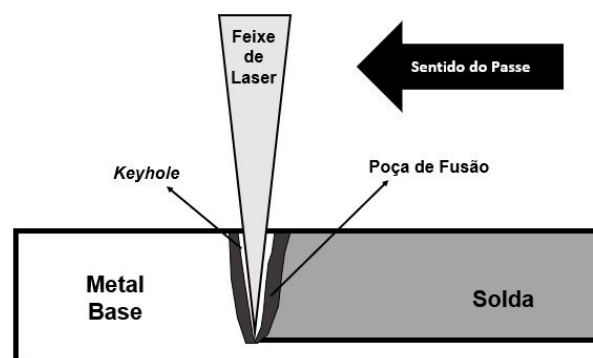 Feixe
de
Laser
Sentido do Passe
Keyhole
Poça de Fusão
Metal
Base
Solda